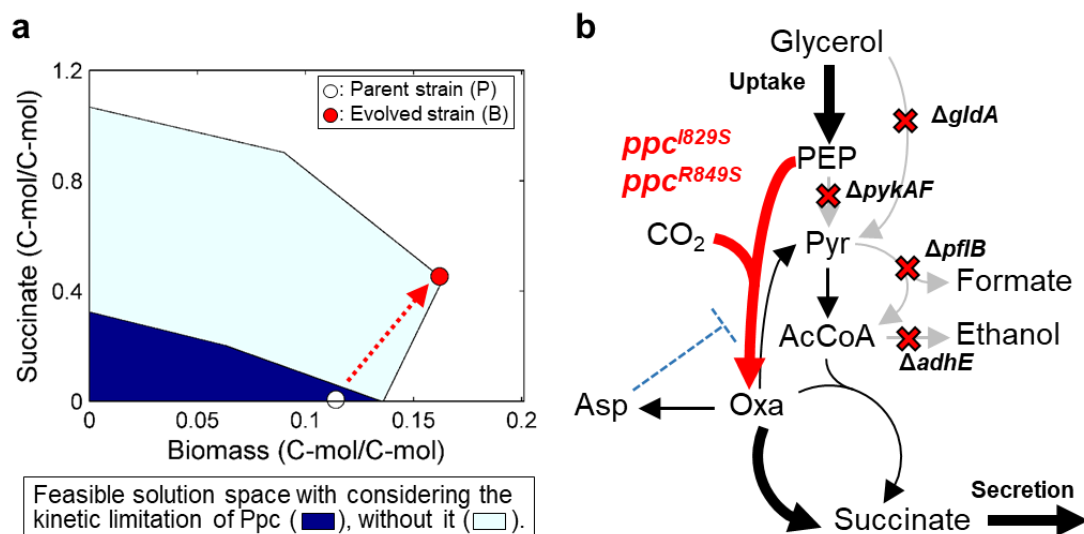 a
1.2
0.8
0.4
0
Succinate (C-mol/C-mol)
○: Parent strain (P)
●: Evolved strain (B)
0 0.05 0.1 0.15 0.2
Biomass (C-mol/C-mol)
Feasible solution space with considering the
kinetic limitation of Ppc ( ), without it ( ).
b
Glycerol
Uptake
ΔgldA
ppcI829S
ppcR849S
PEP
ΔpykAF
CO2
Pyr
ΔpflB
Formate
AcCoA
Ethanol
ΔadhE
Asp
Oxa
Secretion
Succinate